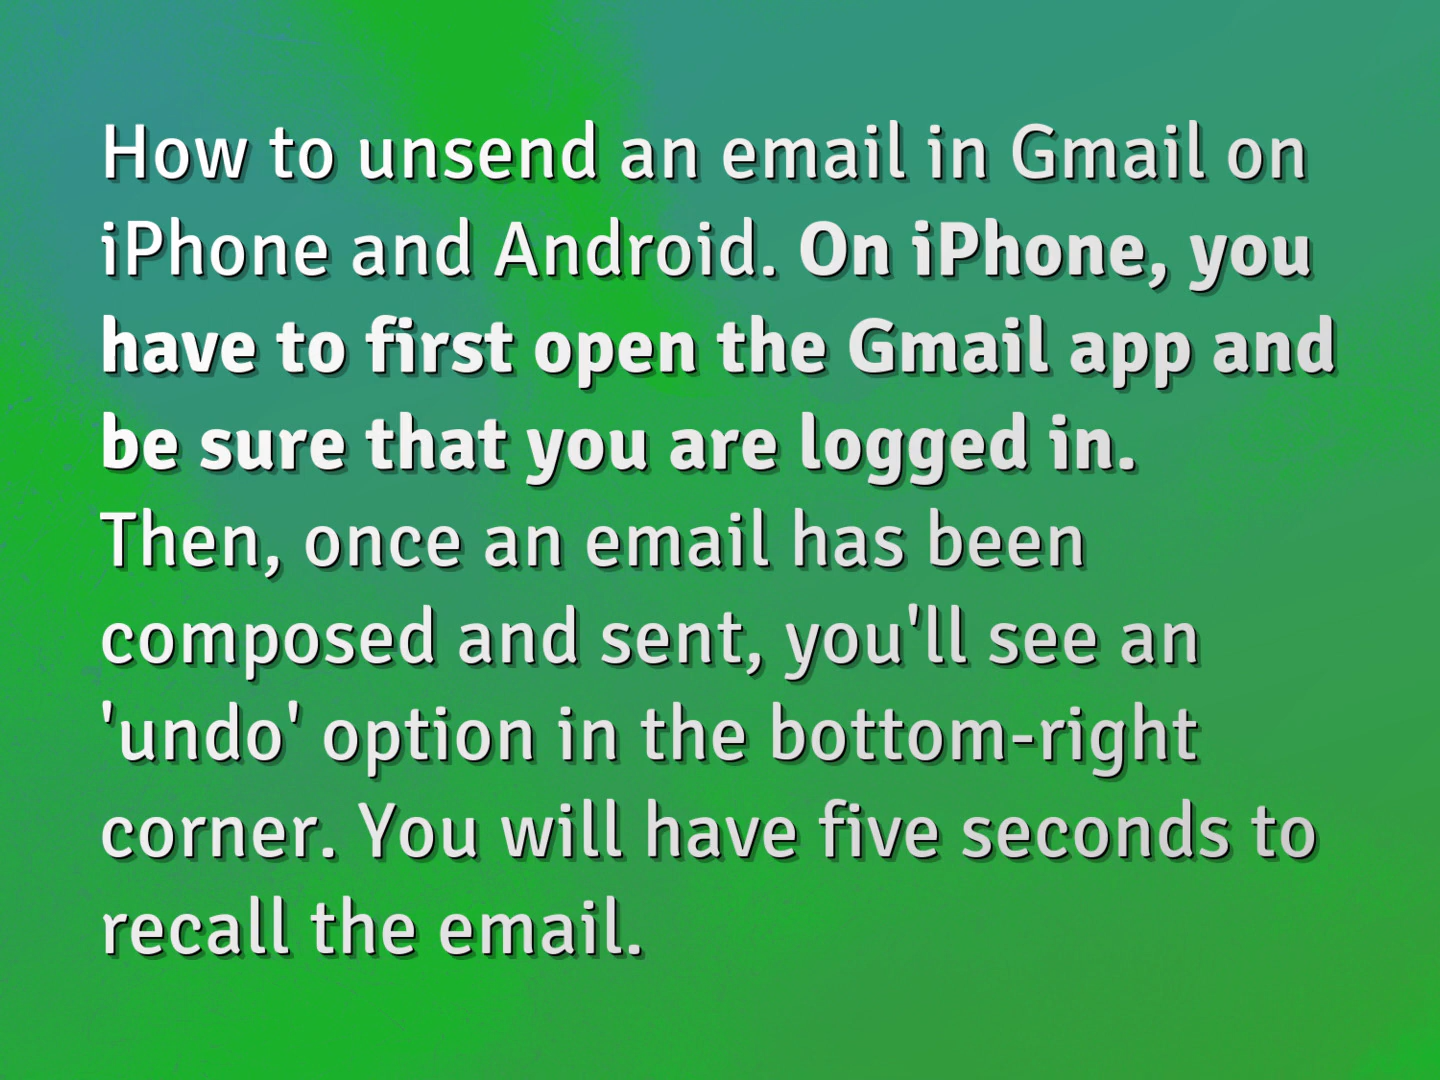 How to unsend an email in Gmail on
iPhone and Android. On iPhone, you
have to first open the Gmail app and
be sure that you are logged in.
Then, once an email has been
composed and sent, you'll see an
'undo' option in the bottom-right
corner. You will have five seconds to
recall the email.